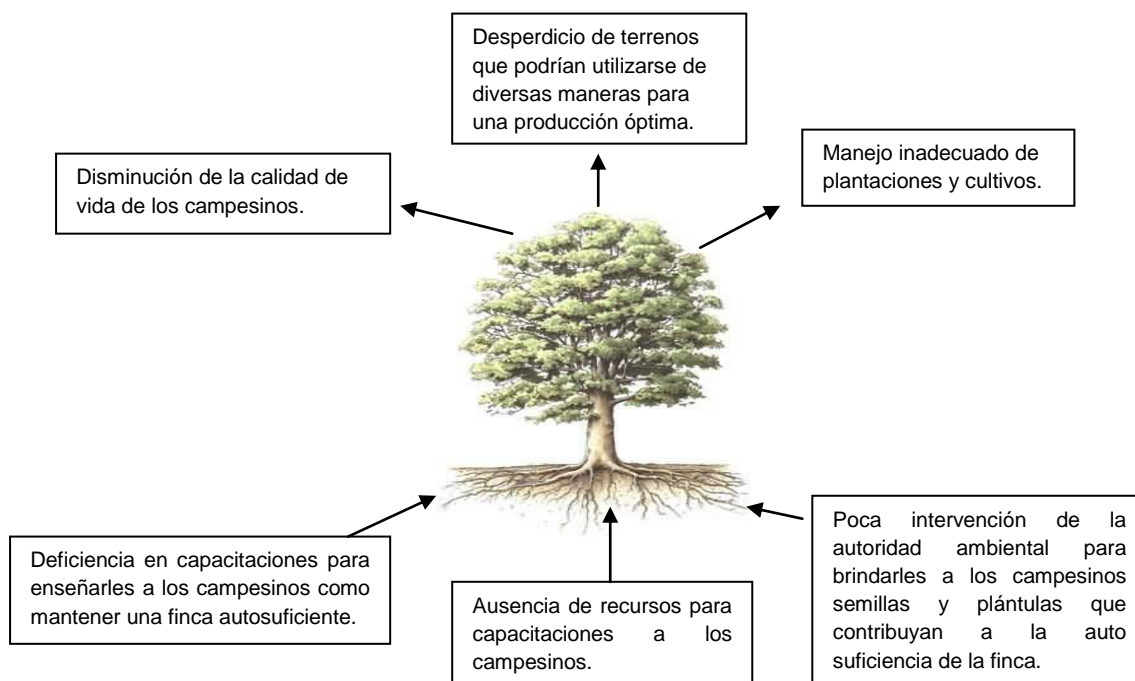 Desperdicio de terrenos
que podrían utilizarse de
diversas maneras para
una producción óptima.
Disminución de la calidad de
vida de los campesinos.
Manejo inadecuado de
plantaciones y cultivos.
Deficiencia en capacitaciones para
enseñarles a los campesinos como
mantener una finca autosuficiente.
Ausencia de recursos para
capacitaciones a los
campesinos.
Poca intervención de la
autoridad ambiental para
brindarles a los campesinos
semillas y plántulas que
contribuyan a la auto
suficiencia de la finca.